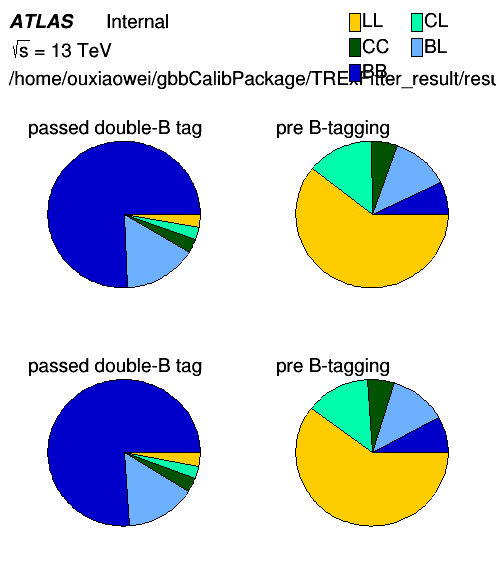 ATLAS Internal
√s = 13 TeV
/home/ouxiaowei/gbbCalibPackage/TRExFitter_result/resu
LL CL
CC BL
BB
passed double-B tag pre B-tagging
passed double-B tag pre B-tagging